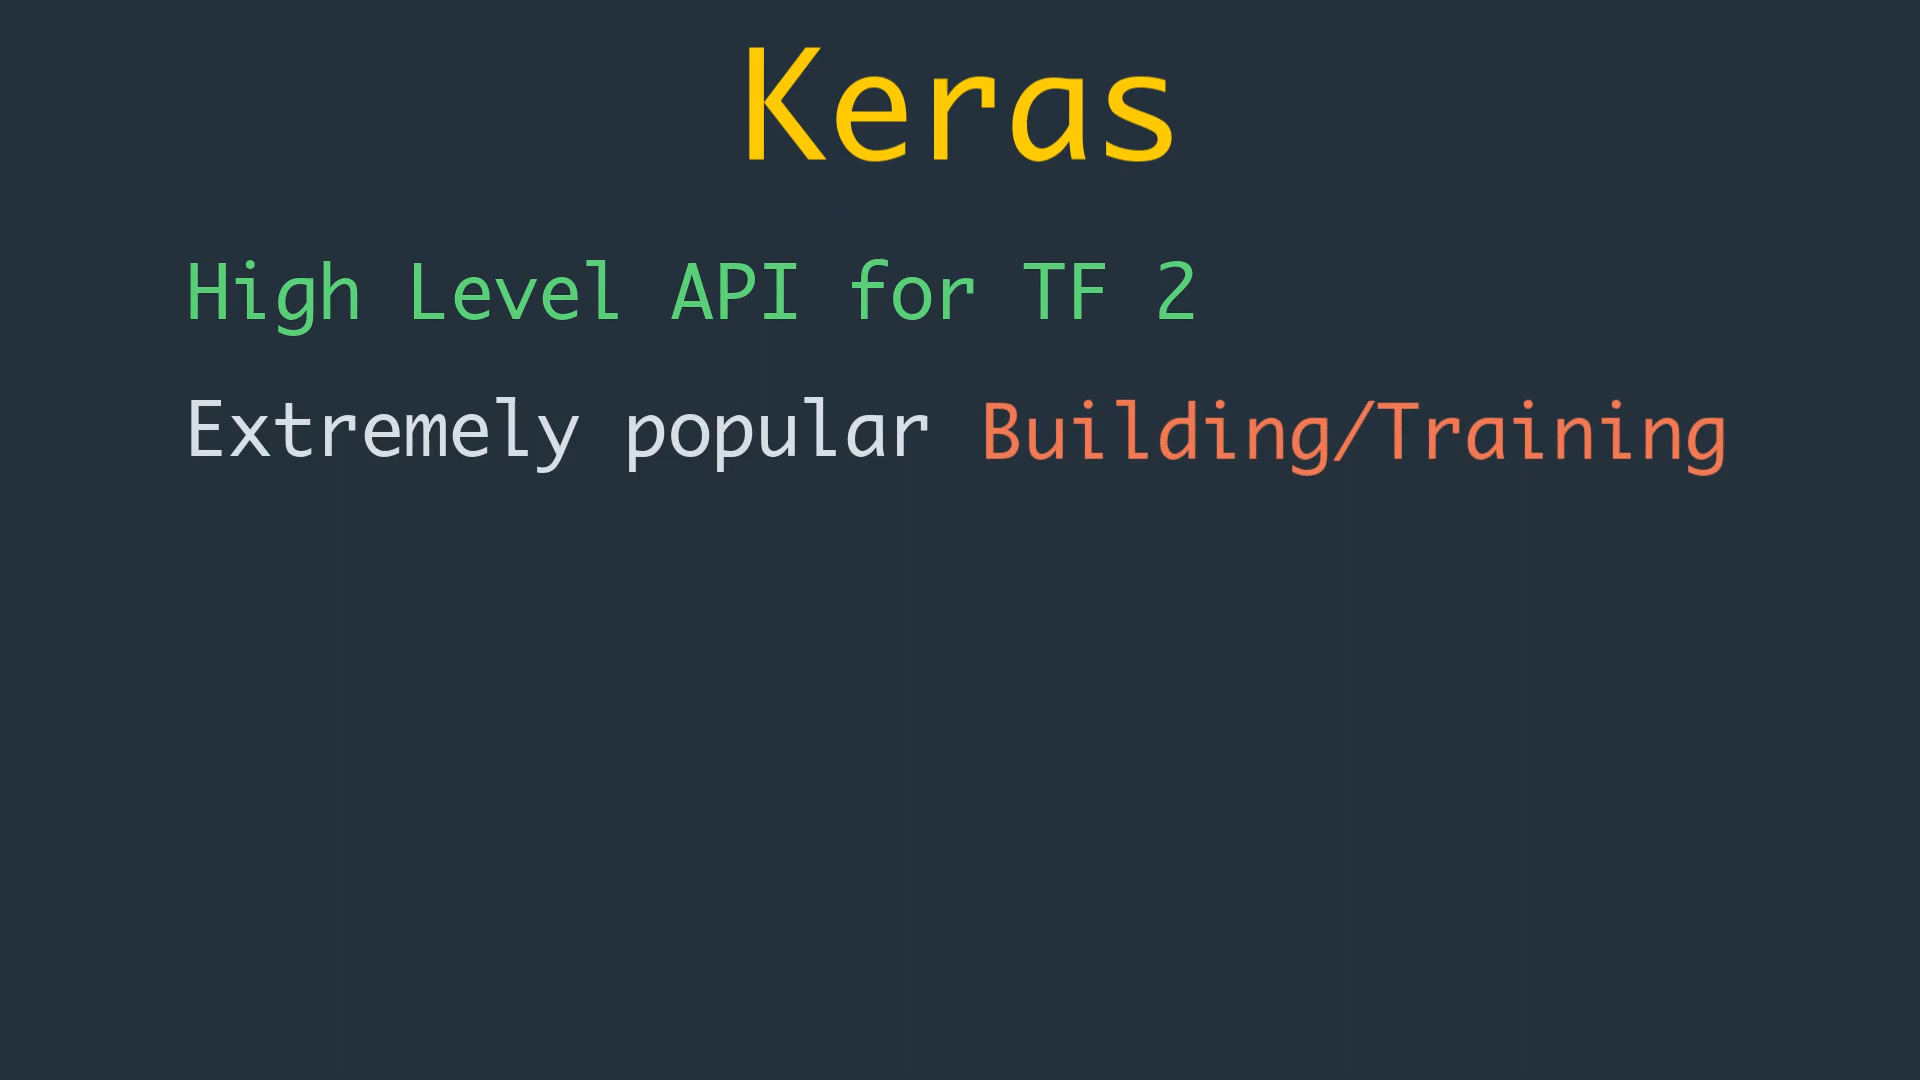 Keras
High Level API for TF 2
Extremely popular Building/Training